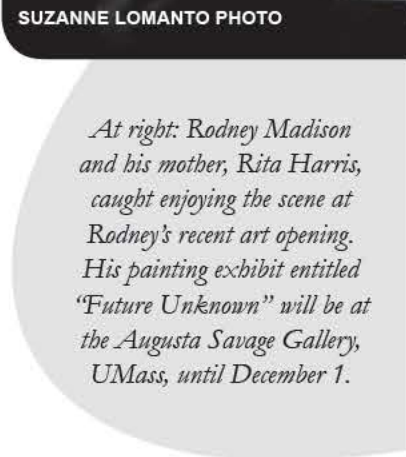 SUZANNE LOMANTO PHOTO
At right: Rodney Madison
and his mother, Rita Harris,
caught enjoying the scene at
Rodney's recent art opening.
His painting exhibit entitled
"Future Unknown" will be at
the Augusta Savage Gallery,
UMass, until December 1.